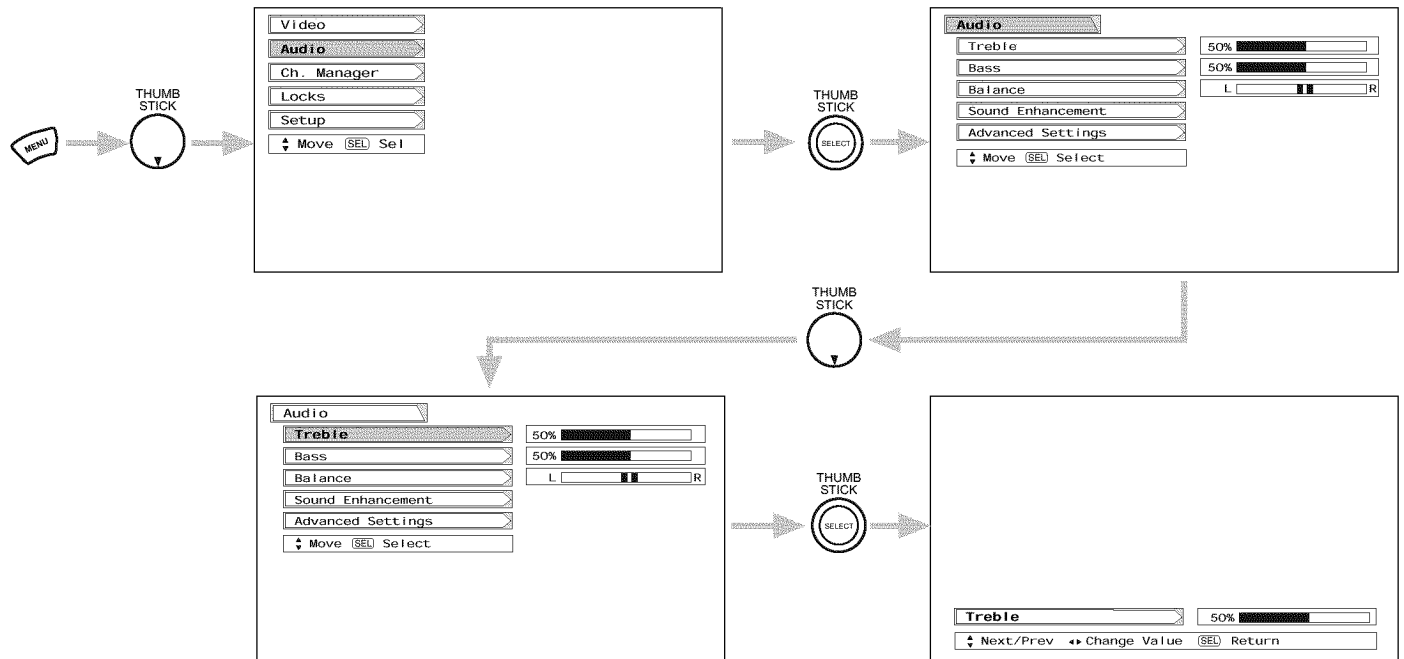 MENU
THUMB
STICK
Video
Audio
Ch. Manager
Locks
Setup
Move SEL Sel
THUMB
STICK
SELECT
Audio
Treble 50%
Bass 50%
Balance L R
Sound Enhancement
Advanced Settings
Move SEL Select
THUMB
STICK
Audio
Treble 50%
Bass 50%
Balance L R
Sound Enhancement
Advanced Settings
Move SEL Select
THUMB
STICK
SELECT
Treble 50%
Next/Prev Change Value SEL Return